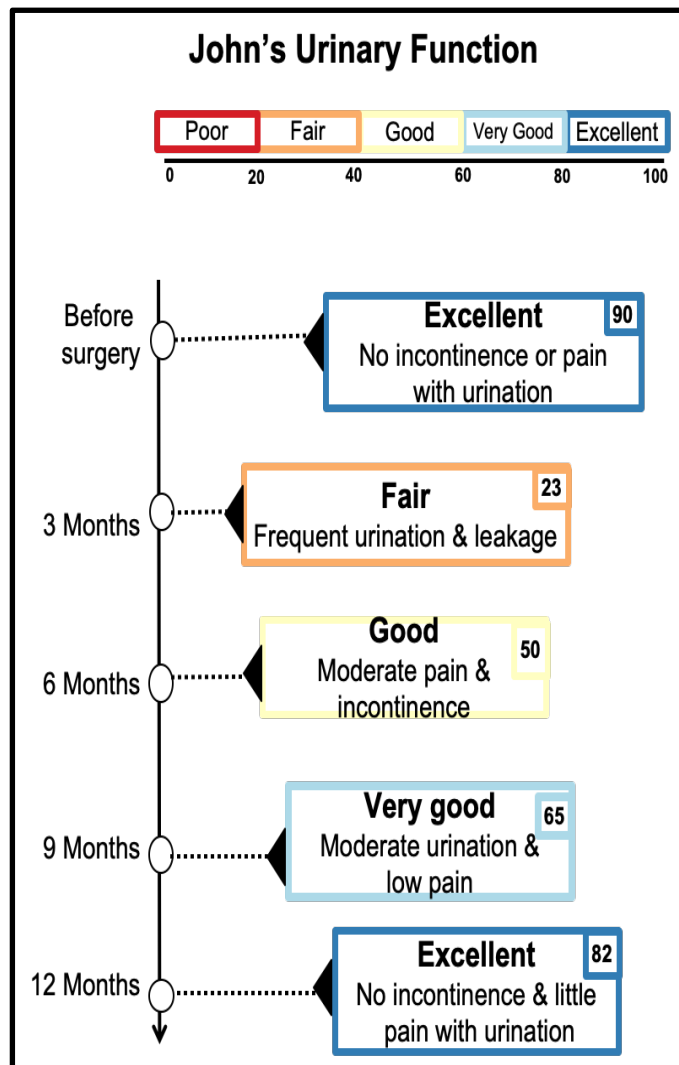 John’s Urinary Function
Poor Fair Good Very Good Excellent
0 20 40 60 80 100
Before
surgery
Excellent 90
No incontinence or pain
with urination
3 Months
Fair 23
Frequent urination & leakage
6 Months
Good 50
Moderate pain &
incontinence
9 Months
Very good 65
Moderate urination &
low pain
12 Months
Excellent 82
No incontinence & little
pain with urination